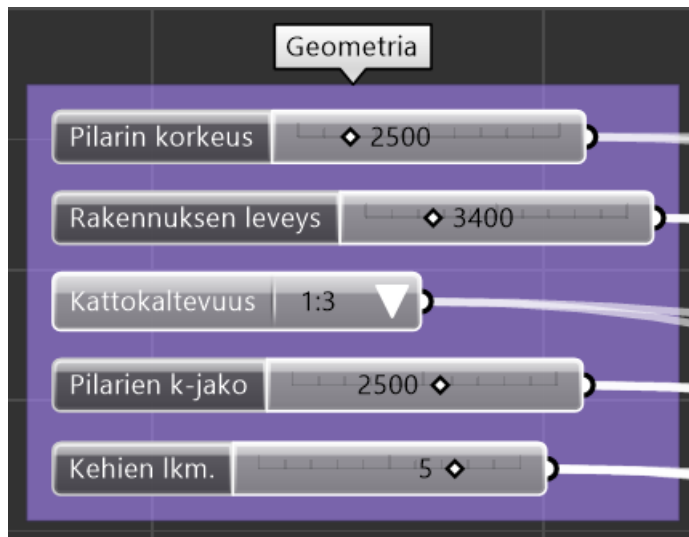 Geometria
Pilarin korkeus 2500
Rakennuksen leveys 3400
Kattokaltevuus 1:3
Pilarien k-jako 2500
Kehien lkm. 5